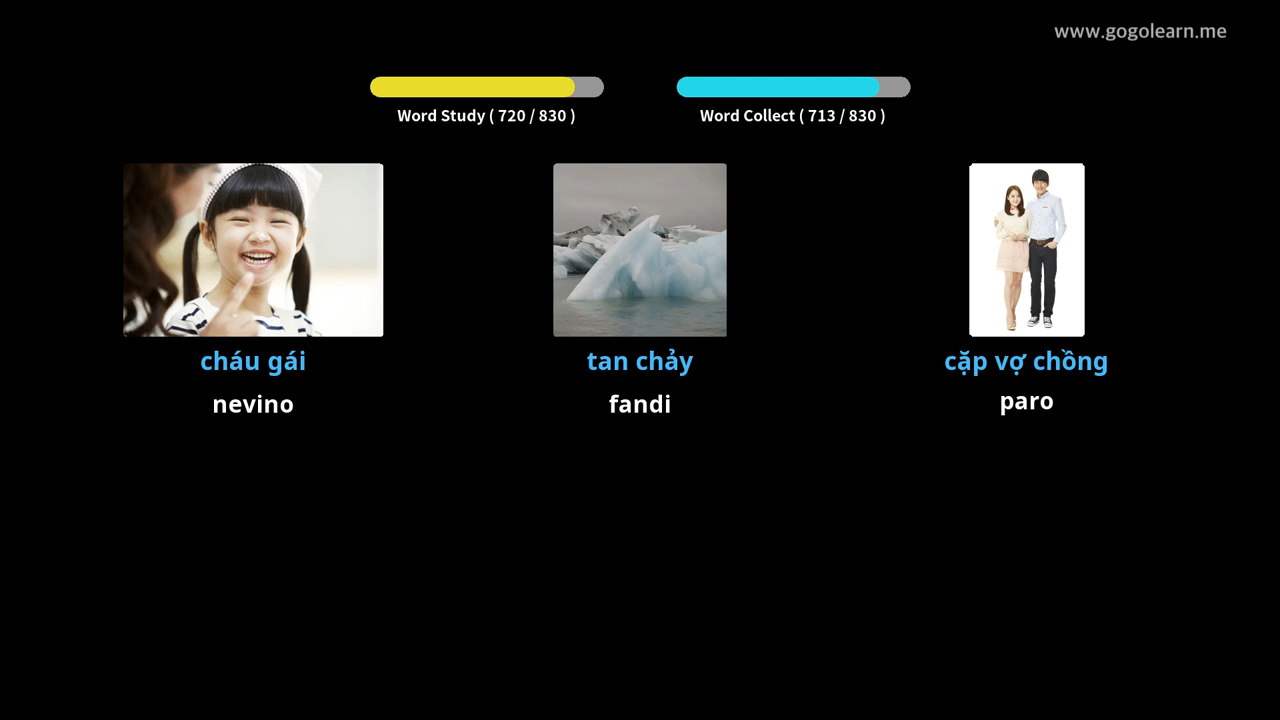 www.gogolearn.me
Word Study ( 720 / 830 )
Word Collect ( 713 / 830 )
cháu gái
tan chảy
cặp vợ chồng
nevino
fandi
paro